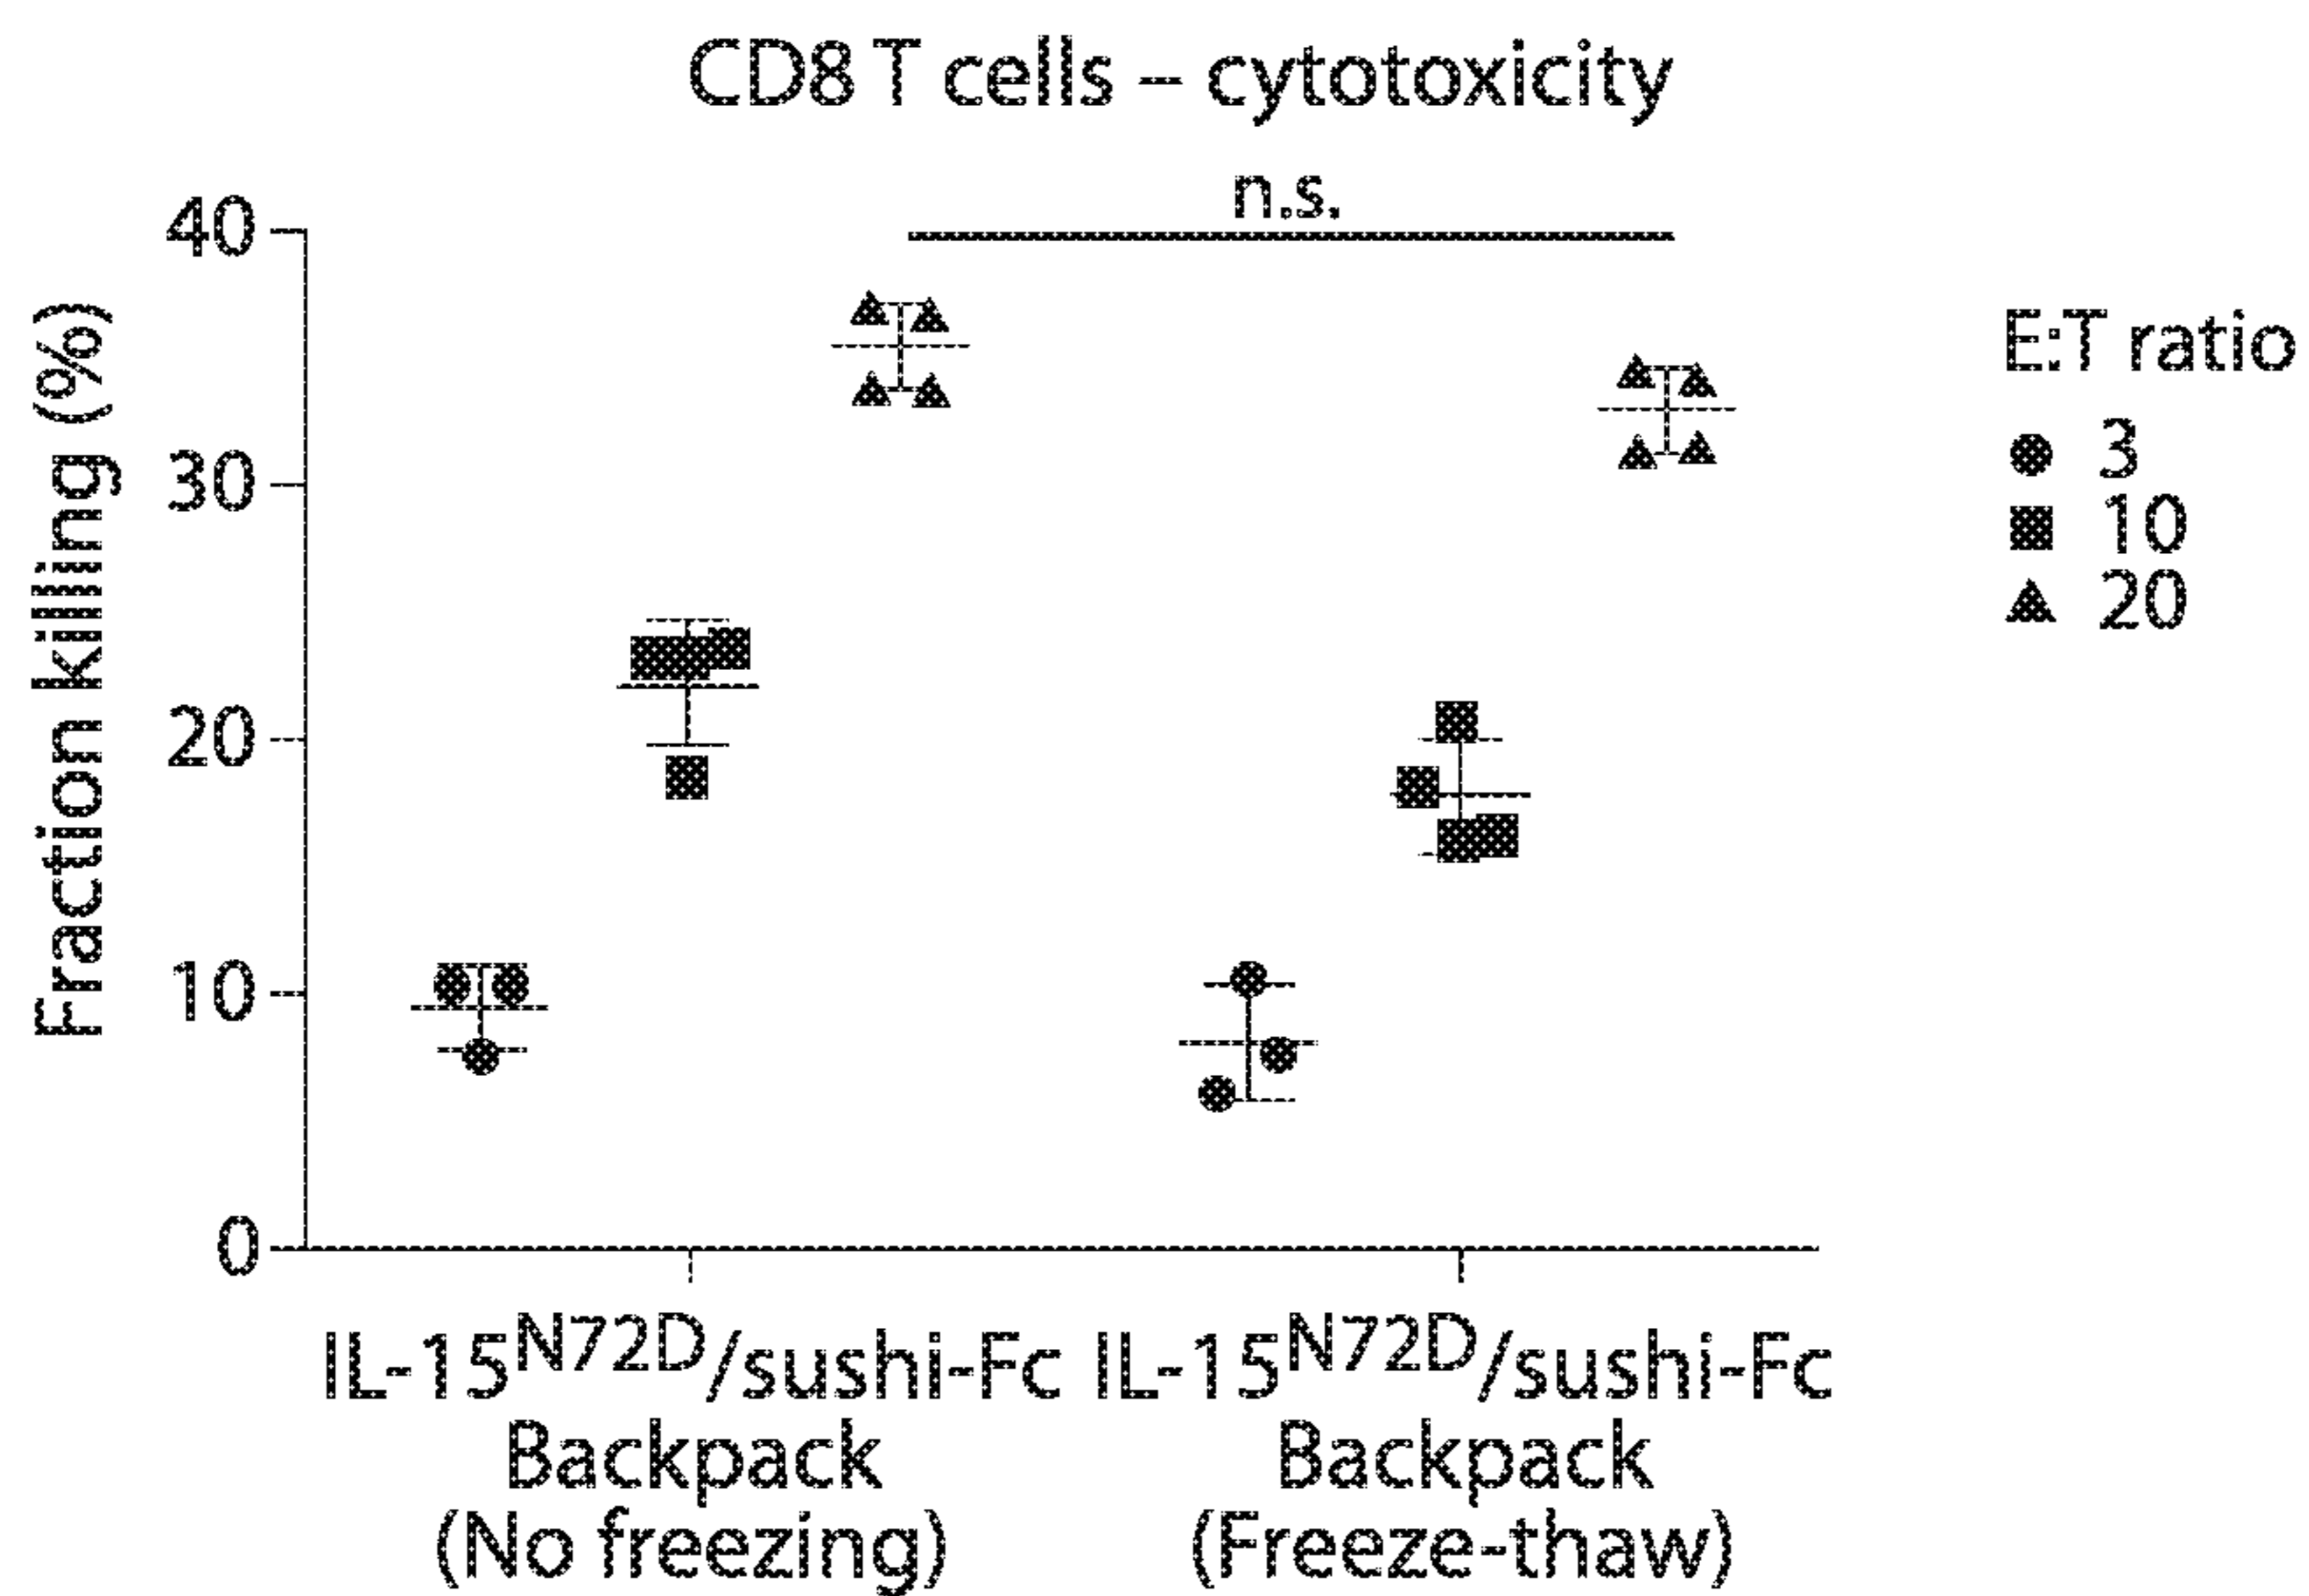 CD8 T cells – cytotoxicity
n.s.
Fraction killing (%)
40
30
20
10
0
E:T ratio
3
10
20
IL-15N72D/sushi-Fc IL-15N72D/sushi-Fc
Backpack Backpack
(No freezing) (Freeze-thaw)